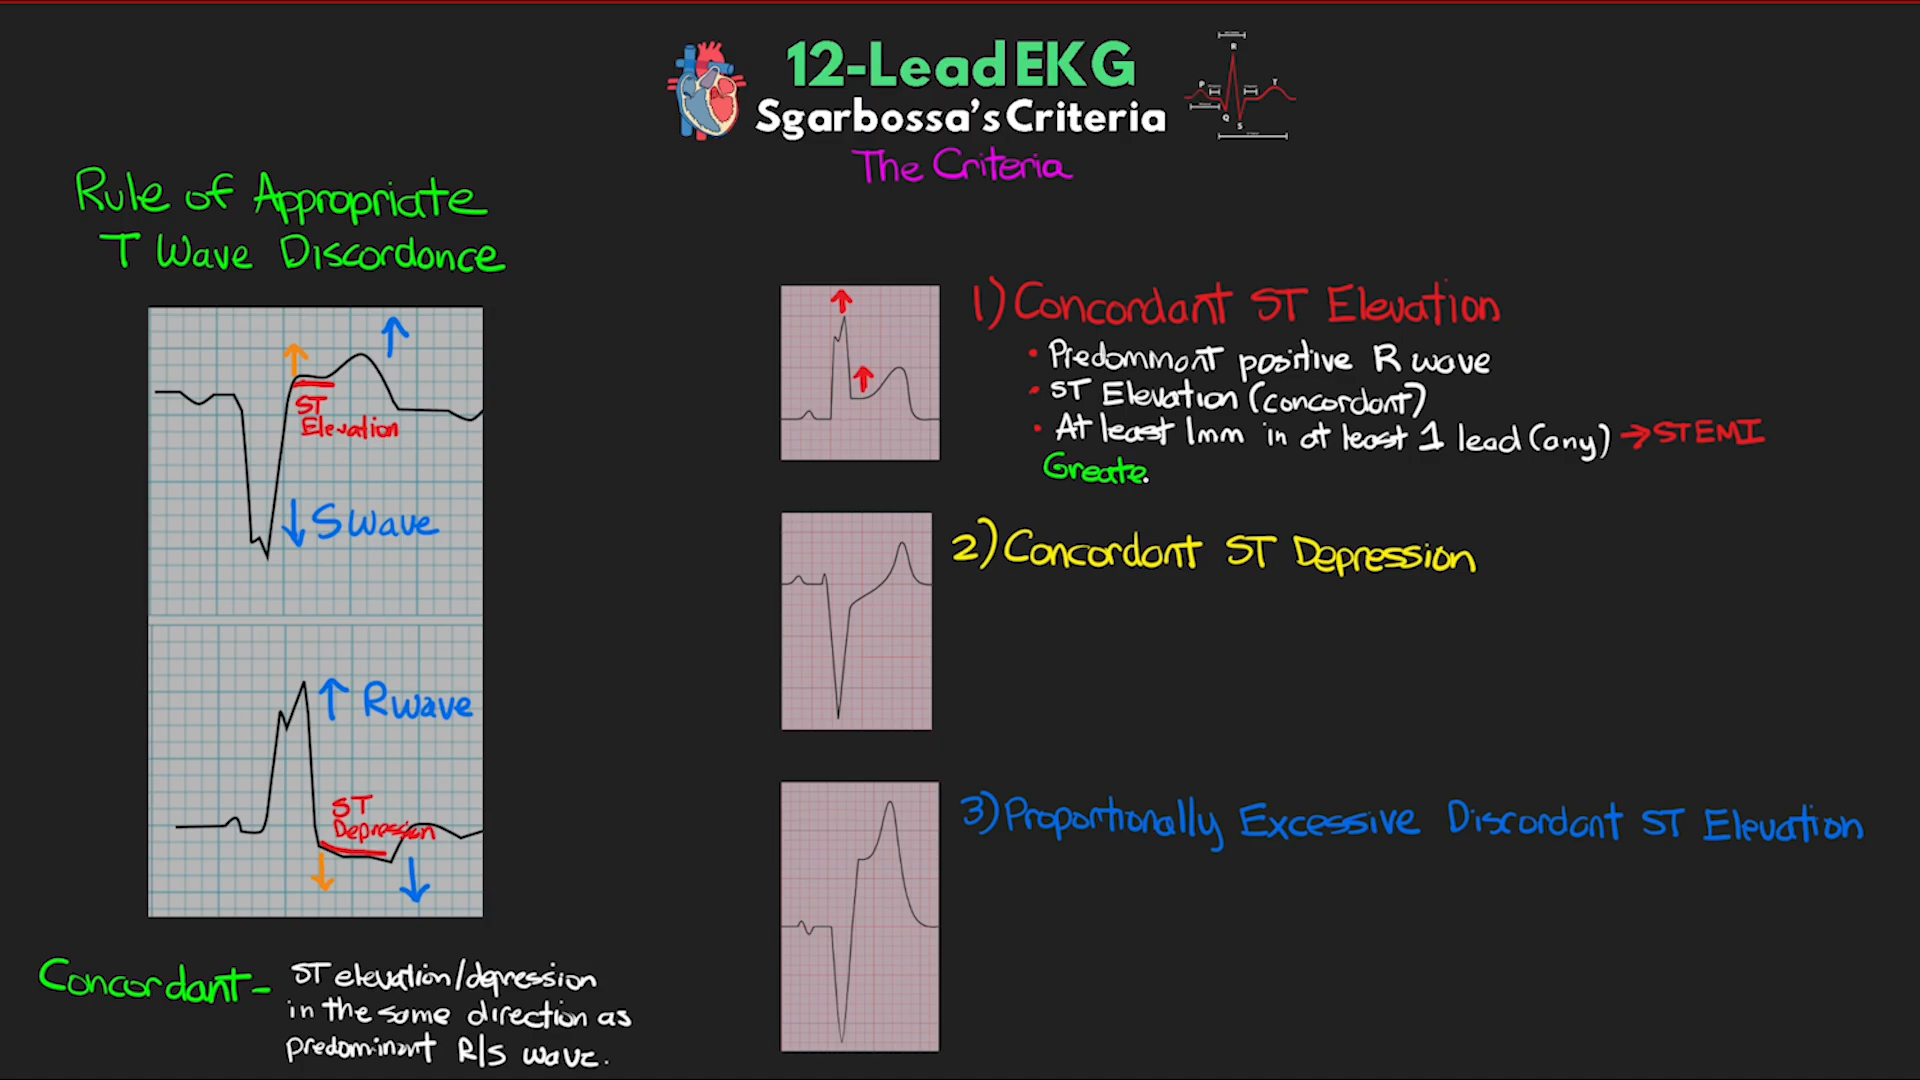 12-Lead EKG
Sgarbossa's Criteria
The Criteria
R
P
T
Q
S
Rule of Appropriate
T Wave Discordance
ST
Elevation
S Wave
R wave
ST
Depression
Concordant - ST elevation/depression
in the same direction as
predominant R/S wave.
1) Concordant ST Elevation
• Predominant positive R wave
• ST Elevation (concordant)
• At least 1mm in at least 1 lead (any) → STEMI
Greate.
2) Concordant ST Depression
3) Proportionally Excessive Discordant ST Elevation